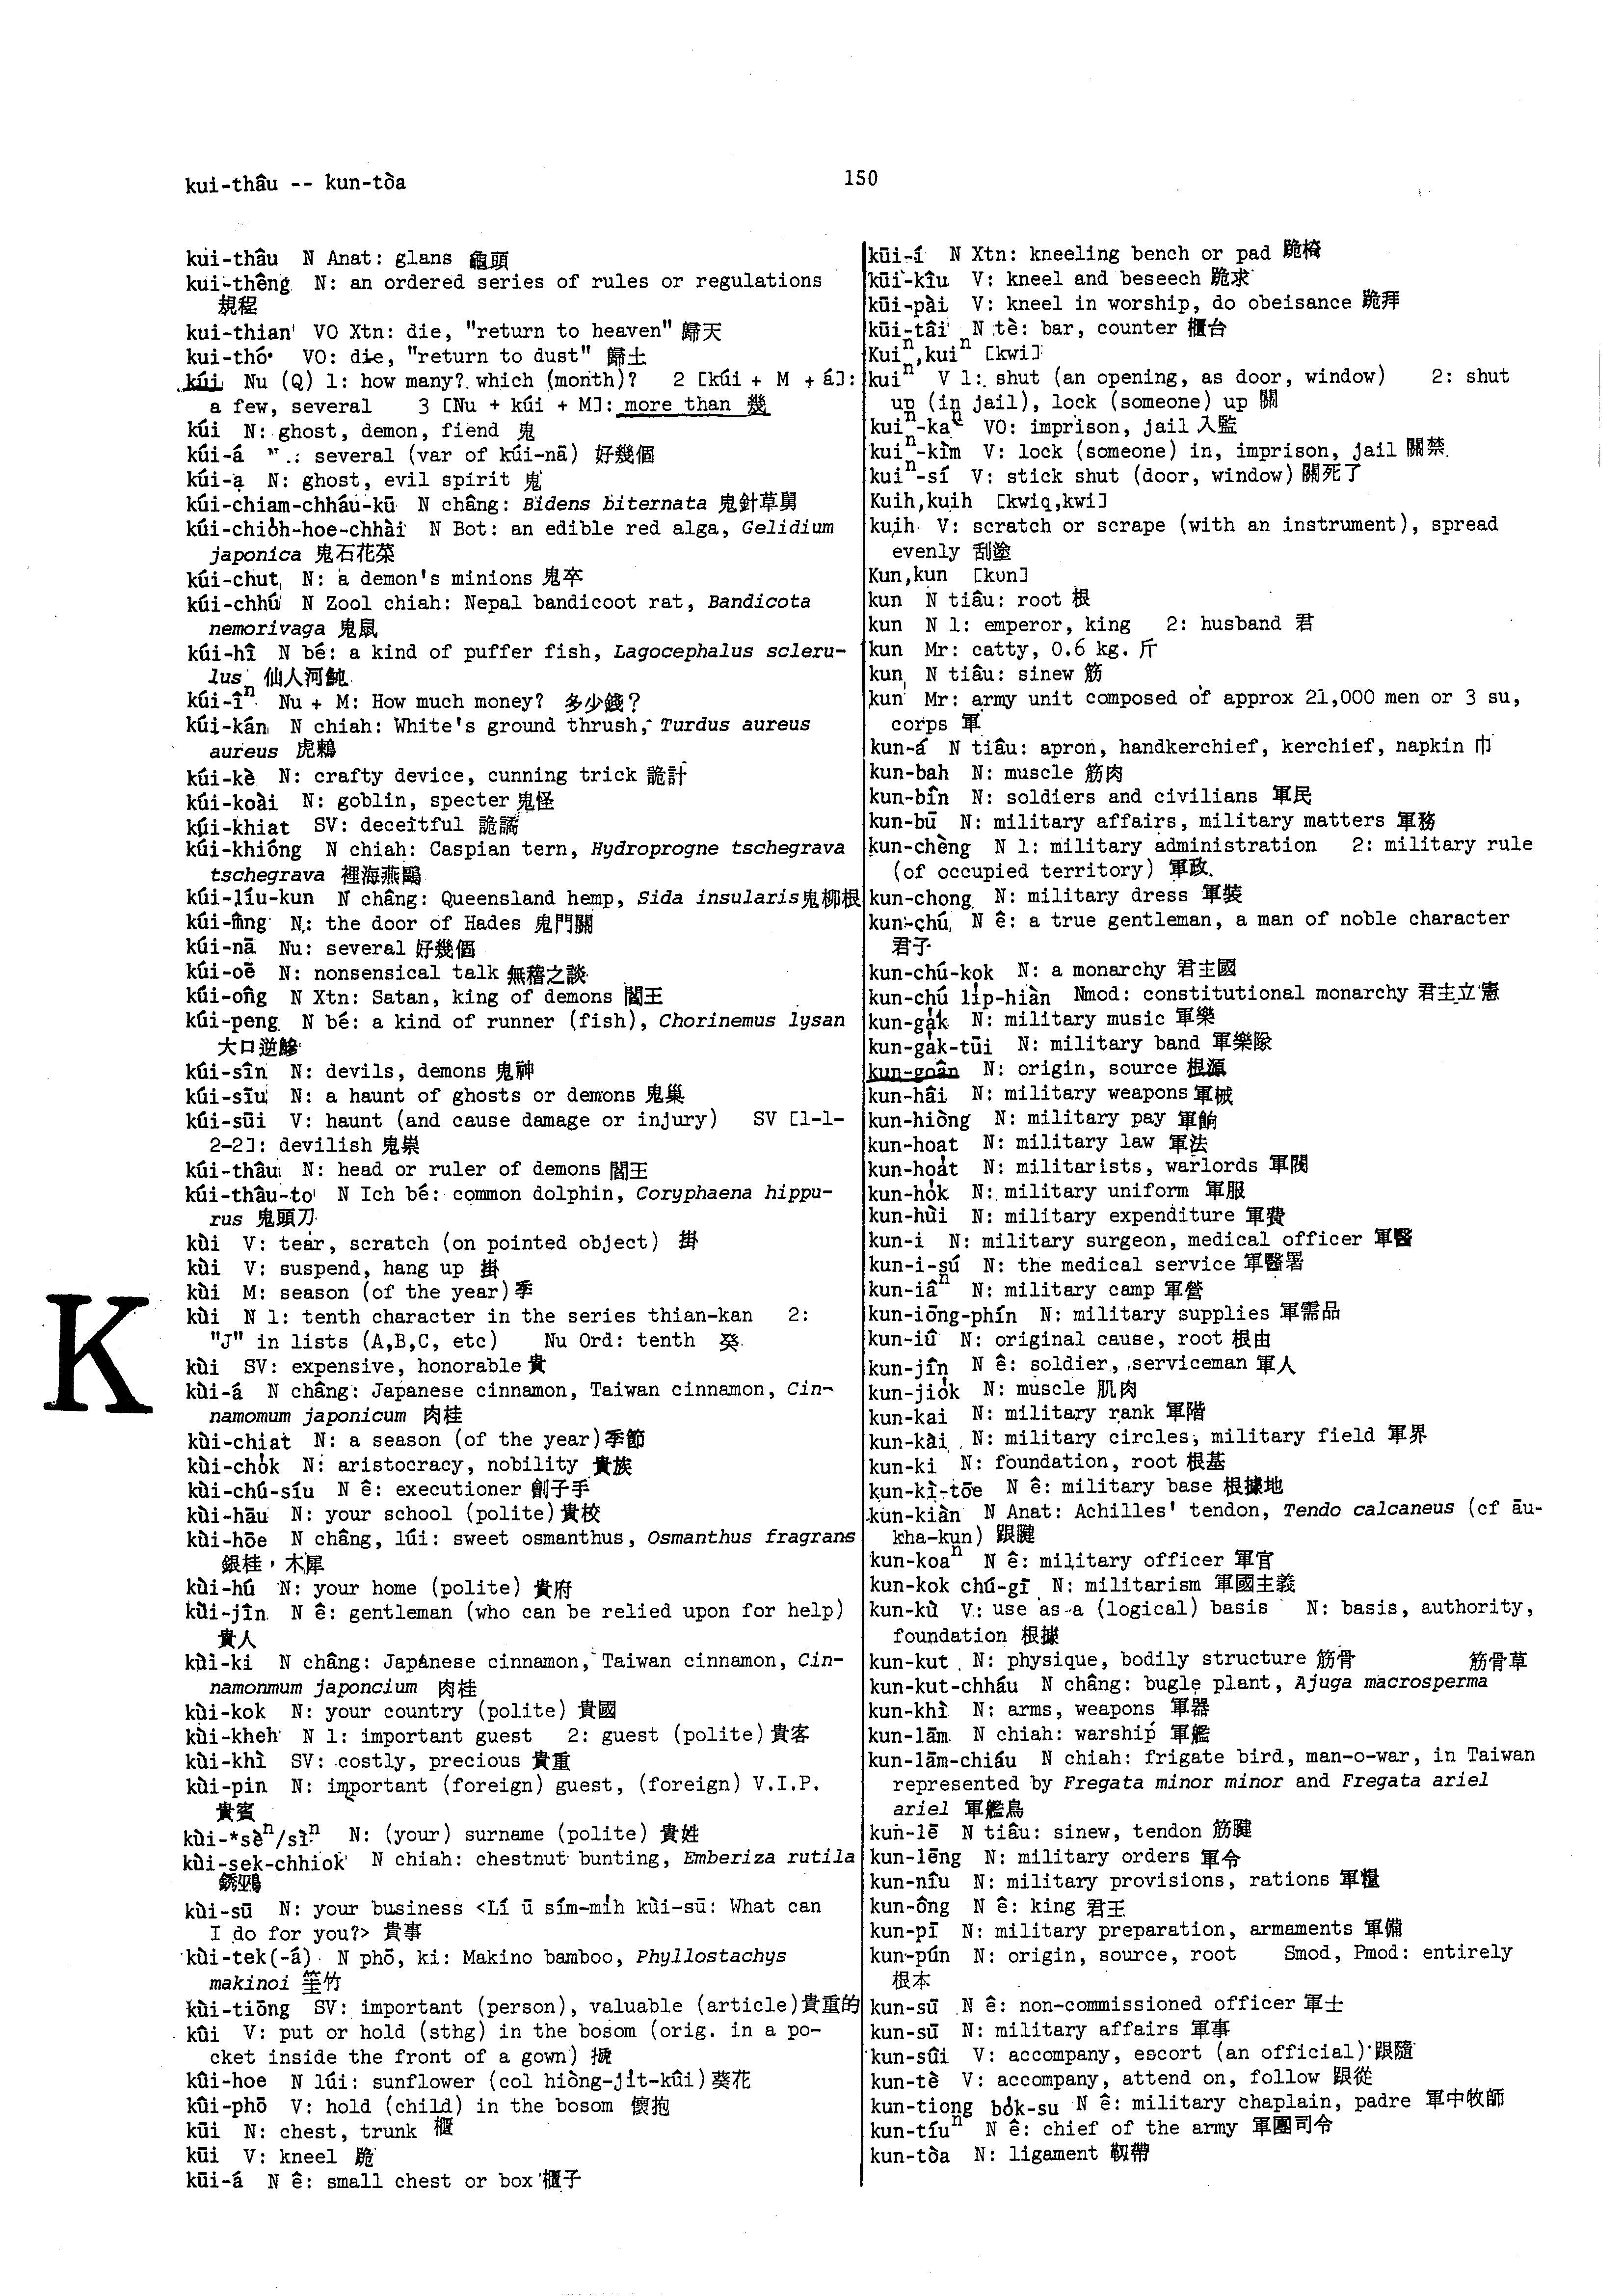 kui-thâu -- kun-tòa
150
kui-thâu N Anat: glans 龜頭
kui-thêng N: an ordered series of rules or regulations
規程
kui-thian VO Xtn: die, "return to heaven" 歸天
kui-thó͘ VO: die, "return to dust" 歸土
kúi Nu (Q) 1: how many? which (month)? 2 [kúi + M + á]:
a few, several 3 [Nu + kúi + M]: more than 幾
kúi N: ghost, demon, fiend 鬼
kúi-á .: several (var of kúi-nā) 好幾個
kúi-a N: ghost, evil spirit 鬼
kúi-chiam-chháu-kū N châng: Bidens biternata 鬼針草舅
kúi-chio̍h-hoe-chhài N Bot: an edible red alga, Gelidium
japonica 鬼石花菜
kúi-chut N: a demon's minions 鬼卒
kúi-chhú N Zool chiah: Nepal bandicoot rat, Bandicota
nemorivaga 鬼鼠
kúi-hî N bé: a kind of puffer fish, Lagocephalus scleru-
lus 仙人河魨
kúi-îⁿ Nu + M: How much money? 多少錢？
kúi-kán N chiah: White's ground thrush, Turdus aureus
aureus 虎鶇
kúi-kè N: crafty device, cunning trick 詭計
kúi-koài N: goblin, specter 鬼怪
kúi-khiat SV: deceitful 詭譎
kúi-khióng N chiah: Caspian tern, Hydroprogne tschegrava
tschegrava 裡海燕鷗
kúi-líu-kun N châng: Queensland hemp, Sida insularis 鬼柳根
kúi-m̂ng N: the door of Hades 鬼門關
kúi-nā Nu: several 好幾個
kúi-oē N: nonsensical talk 無稽之談
kúi-oông N Xtn: Satan, king of demons 閻王
kúi-peng N bé: a kind of runner (fish), Chorinemus lysan
大口逆鰺
kúi-sîn N: devils, demons 鬼神
kúi-sīu N: a haunt of ghosts or demons 鬼巢
kúi-sūi V: haunt (and cause damage or injury) SV [1-1-
2-2]: devilish 鬼祟
kúi-thâu N: head or ruler of demons 閻王
kúi-thâu-to N Ich bé: common dolphin, Coryphaena hippu-
rus 鬼頭刀
kùi V: tear, scratch (on pointed object) 掛
kùi V: suspend, hang up 掛
kùi M: season (of the year) 季
kùi N 1: tenth character in the series thian-kan 2:
"J" in lists (A,B,C, etc) Nu Ord: tenth 癸
kùi SV: expensive, honorable 貴
kùi-á N châng: Japanese cinnamon, Taiwan cinnamon, Cin-
namomum japonicum 肉桂
kùi-chiat N: a season (of the year) 季節
kùi-cho̍k N: aristocracy, nobility 貴族
kùi-chú-síu N ê: executioner 劊子手
kùi-hāu N: your school (polite) 貴校
kùi-hōe N châng, lúi: sweet osmanthus, Osmanthus fragrans
銀桂，木犀
kùi-hú N: your home (polite) 貴府
kùi-jîn N ê: gentleman (who can be relied upon for help)
貴人
kùi-ki N châng: Japanese cinnamon, Taiwan cinnamon, Cin-
namonmum japoncium 肉桂
kùi-kok N: your country (polite) 貴國
kùi-kheh N 1: important guest 2: guest (polite) 貴客
kùi-khì SV: costly, precious 貴重
kùi-pin N: important (foreign) guest, (foreign) V.I.P.
貴賓
kùi-*sèⁿ/sìⁿ N: (your) surname (polite) 貴姓
kùi-sek-chhiok N chiah: chestnut bunting, Emberiza rutila
銹鵐
kùi-sū N: your business <Lí ū sím-mi̍h kùi-sū: What can
I do for you?> 貴事
kùi-tek(-á) N phō, ki: Makino bamboo, Phyllostachys
makinoi 筀竹
kùi-tiōng SV: important (person), valuable (article) 貴重的
kûi V: put or hold (sthg) in the bosom (orig. in a po-
cket inside the front of a gown)
kûi-hoe N lúi: sunflower (col hiòng-ji̍t-kûi) 葵花
kûi-phō V: hold (child) in the bosom 懷抱
kūi N: chest, trunk 櫃
kūi V: kneel 跪
kūi-á N ê: small chest or box 櫃子
K
kūi-í N Xtn: kneeling bench or pad 跪椅
kūi-kîu V: kneel and beseech 跪求
kūi-pài V: kneel in worship, do obeisance 跪拜
kūi-tâi N tè: bar, counter 櫃台
Kuiⁿ,kuiⁿ [kwi]
kuiⁿ V 1: shut (an opening, as door, window) 2: shut
up (in jail), lock (someone) up 關
kuiⁿ-kaⁿ VO: imprison, jail 入監
kuiⁿ-kìm V: lock (someone) in, imprison, jail 關禁
kuiⁿ-sí V: stick shut (door, window) 關死了
Kuih,kuih [kwiq,kwi]
kuih V: scratch or scrape (with an instrument), spread
evenly 刮塗
Kun,kun [kun]
kun N tiâu: root 根
kun N 1: emperor, king 2: husband 君
kun Mr: catty, 0.6 kg. 斤
kun N tiâu: sinew 筋
kun Mr: army unit composed of approx 21,000 men or 3 su,
corps 軍
kun-á N tiâu: apron, handkerchief, kerchief, napkin 巾
kun-bah N: muscle 筋肉
kun-bîn N: soldiers and civilians 軍民
kun-bū N: military affairs, military matters 軍務
kun-chèng N 1: military administration 2: military rule
(of occupied territory) 軍政
kun-chong N: military dress 軍裝
kun-chú N ê: a true gentleman, a man of noble character
君子
kun-chú-kok N: a monarchy 君主國
kun-chú li̍p-hiàn Nmod: constitutional monarchy 君主立憲
kun-ga̍k N: military music 軍樂
kun-ga̍k-tūi N: military band 軍樂隊
kun-goân N: origin, source 根源
kun-hâi N: military weapons 軍械
kun-hiòng N: military pay 軍餉
kun-hoat N: military law 軍法
kun-hoa̍t N: militarists, warlords 軍閥
kun-ho̍k N: military uniform 軍服
kun-hùi N: military expenditure 軍費
kun-i N: military surgeon, medical officer 軍醫
kun-i-sú N: the medical service 軍醫署
kun-iâⁿ N: military camp 軍營
kun-iōng-phín N: military supplies 軍需品
kun-iû N: original cause, root 根由
kun-jîn N ê: soldier, serviceman 軍人
kun-jio̍k N: muscle 肌肉
kun-kai N: military rank 軍階
kun-kài N: military circles, military field 軍界
kun-ki N: foundation, root 根基
kun-kì-tōe N ê: military base 根據地
kun-kiàn N Anat: Achilles' tendon, Tendo calcaneus (cf āu-
kha-kun) 跟腱
kun-koaⁿ N ê: military officer 軍官
kun-kok chú-gī N: militarism 軍國主義
kun-kù V: use as a (logical) basis N: basis, authority,
foundation 根據
kun-kut N: physique, bodily structure 筋骨 筋骨草
kun-kut-chháu N châng: bugle plant, Ajuga macrosperma
kun-khì N: arms, weapons 軍器
kun-lām N chiah: warship 軍艦
kun-lām-chiáu N chiah: frigate bird, man-o-war, in Taiwan
represented by Fregata minor minor and Fregata ariel
ariel 軍艦鳥
kun-lē N tiâu: sinew, tendon 筋腱
kun-lēng N: military orders 軍令
kun-nîu N: military provisions, rations 軍糧
kun-ông N ê: king 君王
kun-pī N: military preparation, armaments 軍備
kun-pún N: origin, source, root Smod, Pmod: entirely
根本
kun-sū N ê: non-commissioned officer 軍士
kun-sū N: military affairs 軍事
kun-sûi V: accompany, escort (an official) 跟隨
kun-tè V: accompany, attend on, follow 跟從
kun-tiong bo̍k-su N ê: military chaplain, padre 軍中牧師
kun-tíuⁿ N ê: chief of the army 軍團司令
kun-tòa N: ligament 韌帶